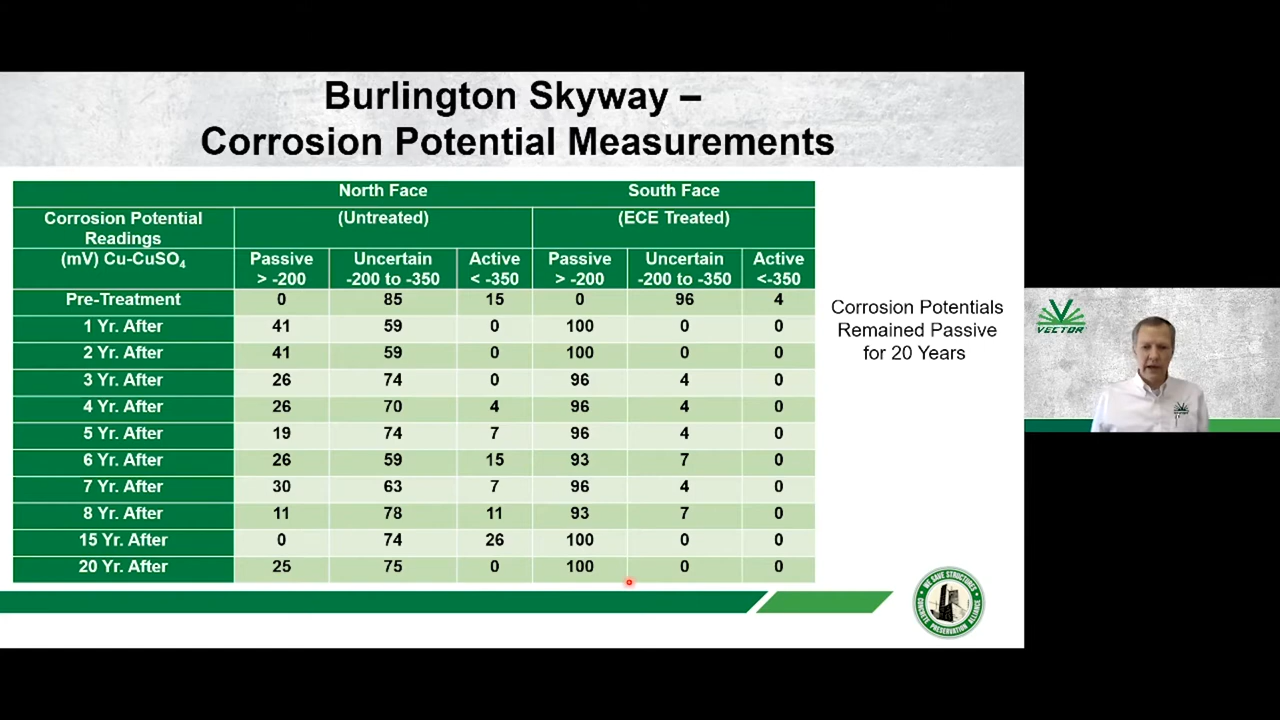 Burlington Skyway –
Corrosion Potential Measurements
North Face South Face
Corrosion Potential Readings (Untreated) (ECE Treated)
(mV) Cu-CuSO₄ Passive > -200 Uncertain -200 to -350 Active < -350 Passive > -200 Uncertain -200 to -350 Active <-350
Pre-Treatment 0 85 15 0 96 4
1 Yr. After 41 59 0 100 0 0
2 Yr. After 41 59 0 100 0 0
3 Yr. After 26 74 0 96 4 0
4 Yr. After 26 70 4 96 4 0
5 Yr. After 19 74 7 96 4 0
6 Yr. After 26 59 15 93 7 0
7 Yr. After 30 63 7 96 4 0
8 Yr. After 11 78 11 93 7 0
15 Yr. After 0 74 26 100 0 0
20 Yr. After 25 75 0 100 0 0
Corrosion Potentials
Remained Passive
for 20 Years
VECTOR
WE SAVE STRUCTURES
CONCRETE PRESERVATION ALLIANCE